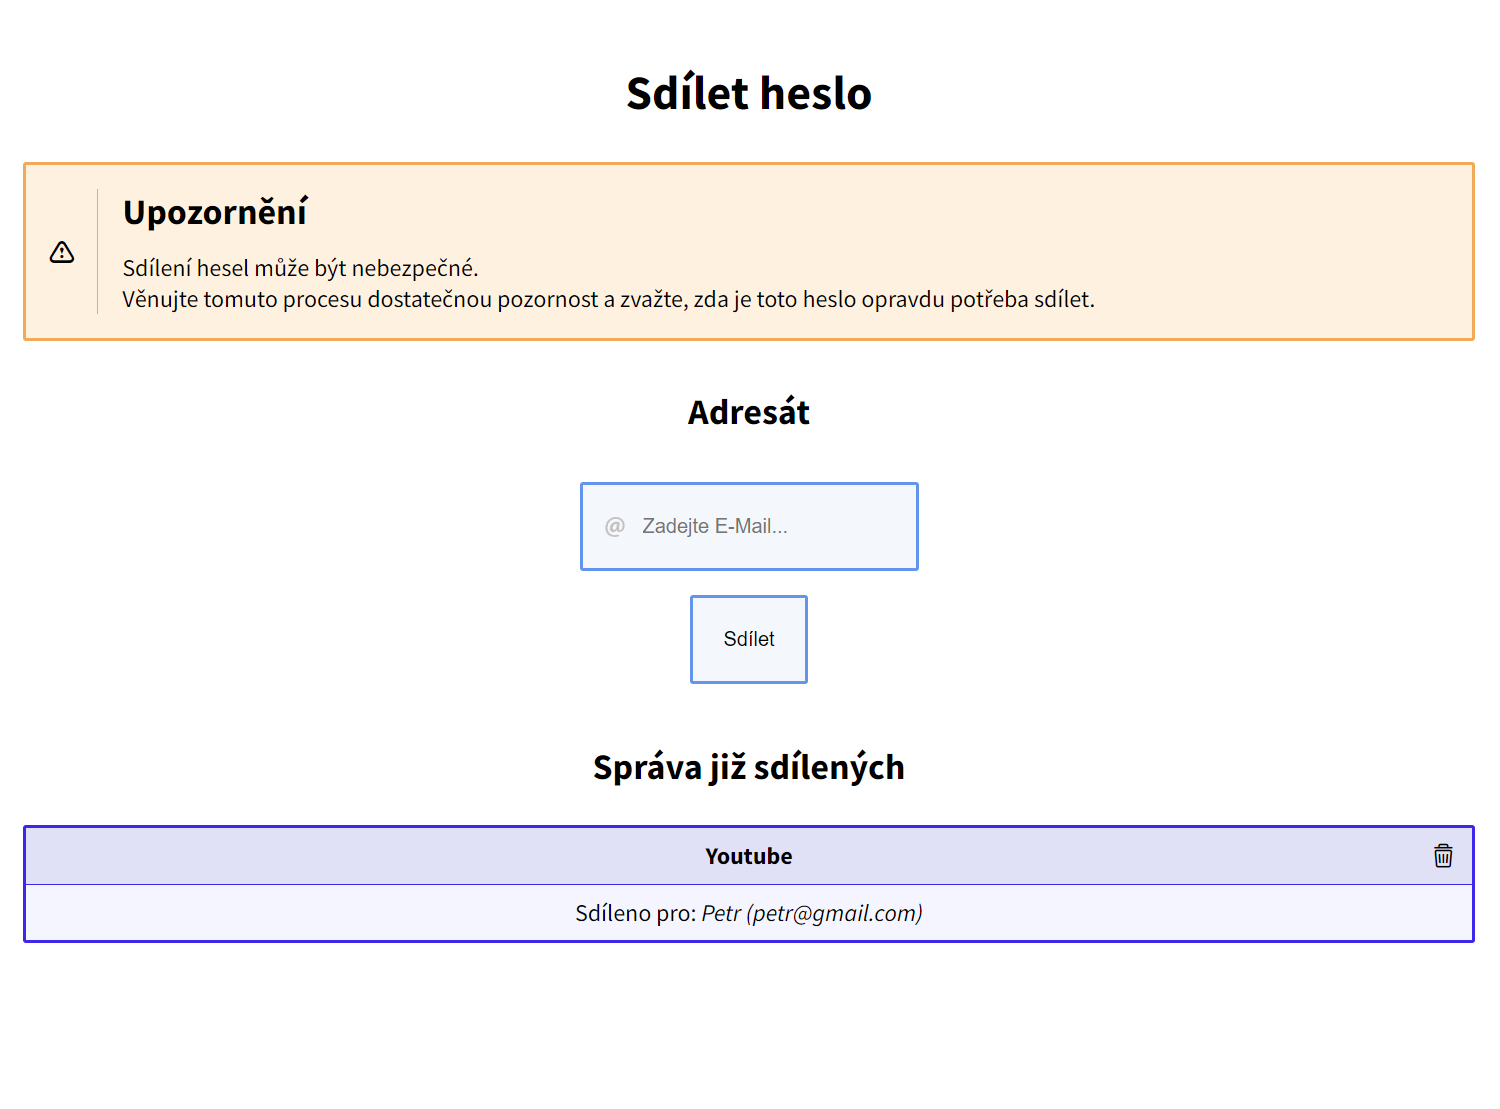 Sdílet heslo
Upozornění
Sdílení hesel může být nebezpečné.
Věnujte tomuto procesu dostatečnou pozornost a zvažte, zda je toto heslo opravdu potřeba sdílet.
Adresát
@ Zadejte E-Mail...
Sdílet
Správa již sdílených
Youtube
Sdíleno pro: Petr (petr@gmail.com)